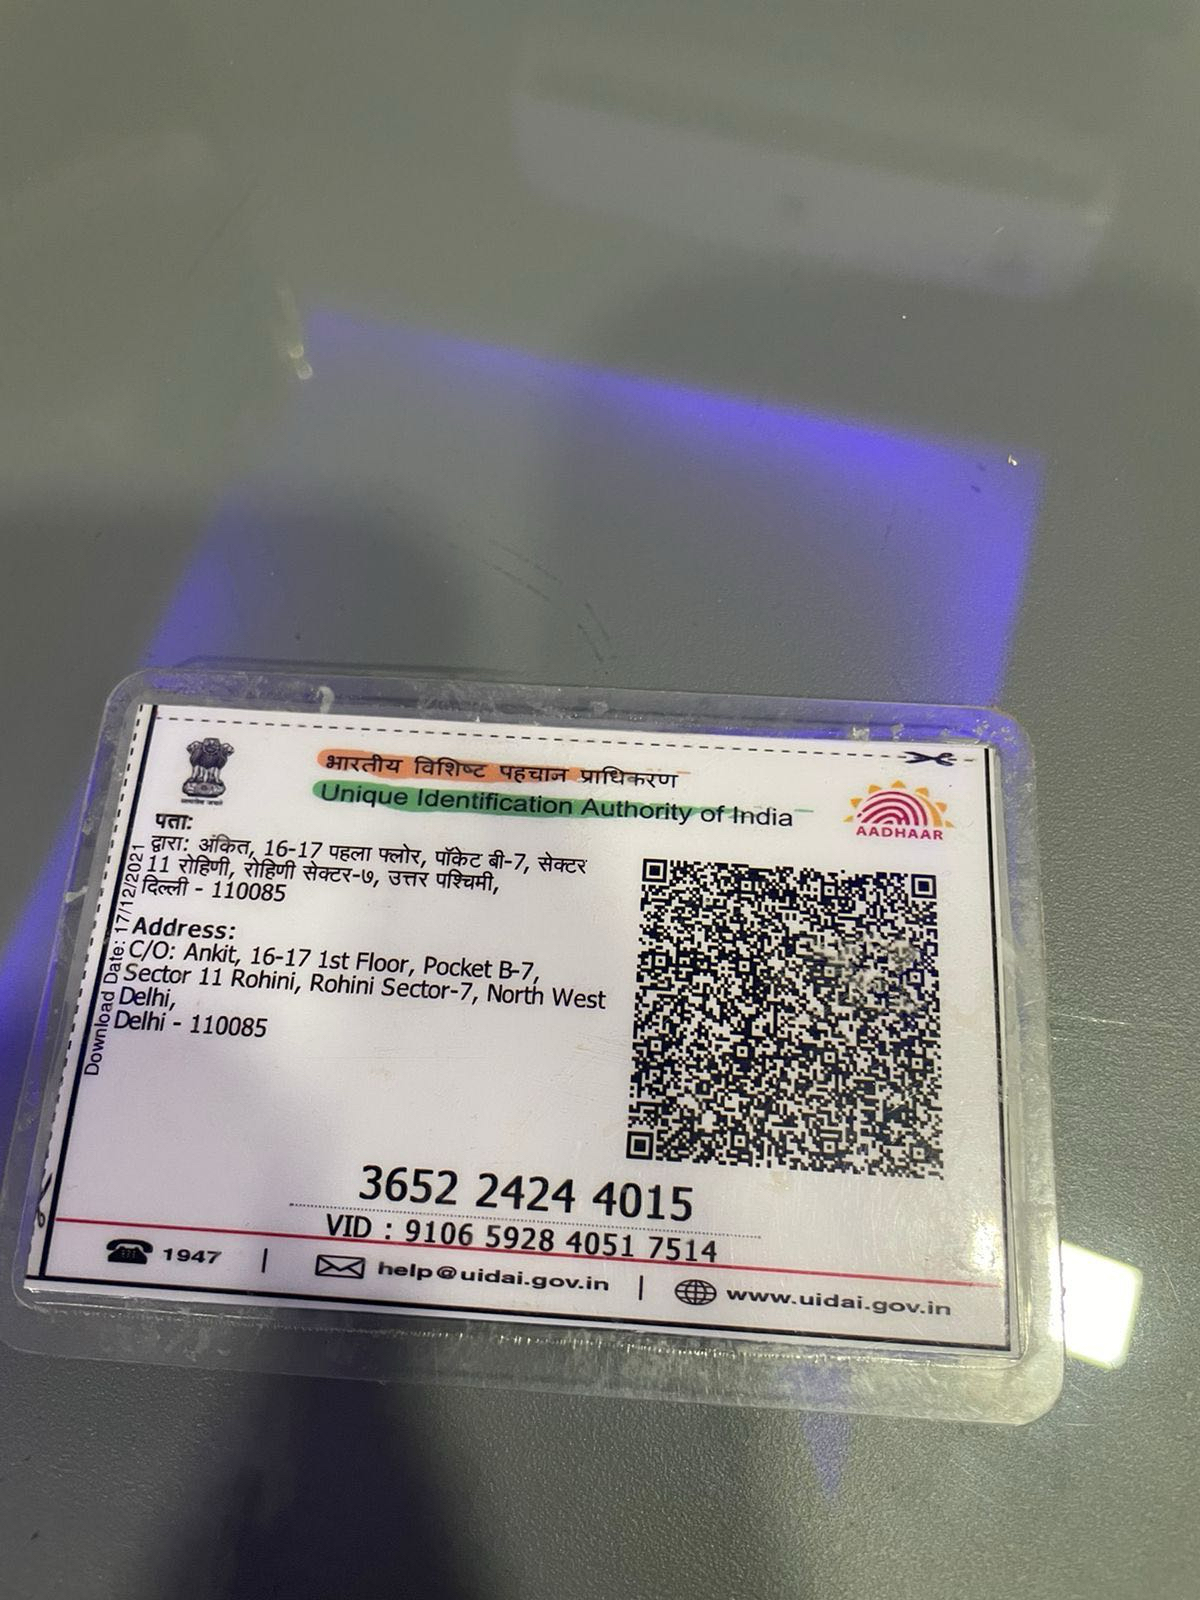 भारतीय विशिष्ट पहचान प्राधिकरण
Unique Identification Authority of India
सत्यमेव जयते
AADHAAR
पता:
द्वारा: अंकित, 16-17 पहला फ्लोर, पॉकेट बी-7, सेक्टर
11 रोहिणी, रोहिणी सेक्टर-७, उत्तर पश्चिमी,
दिल्ली - 110085
Address:
C/O: Ankit, 16-17 1st Floor, Pocket B-7,
Sector 11 Rohini, Rohini Sector-7, North West
Delhi,
Delhi - 110085
Download Date: 17/12/2021
3652 2424 4015
VID : 9106 5928 4051 7514
1947 | help@uidai.gov.in | www.uidai.gov.in